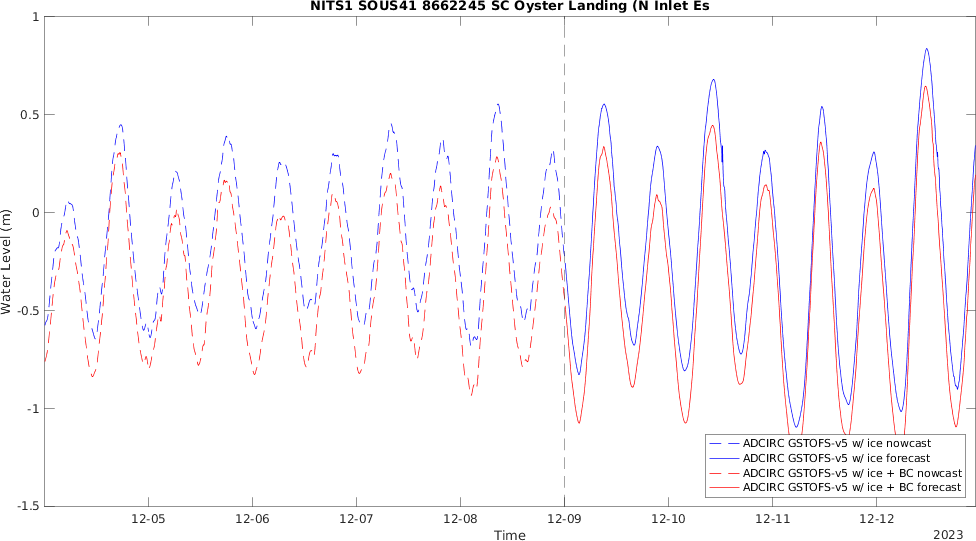 NITS1 SOUS41 8662245 SC Oyster Landing (N Inlet Es
1
0.5
0
-0.5
-1
-1.5
Water Level (m)
12-05 12-06 12-07 12-08 12-09 12-10 12-11 12-12
Time
2023
ADCIRC GSTOFS-v5 w/ ice nowcast
ADCIRC GSTOFS-v5 w/ ice forecast
ADCIRC GSTOFS-v5 w/ ice + BC nowcast
ADCIRC GSTOFS-v5 w/ ice + BC forecast